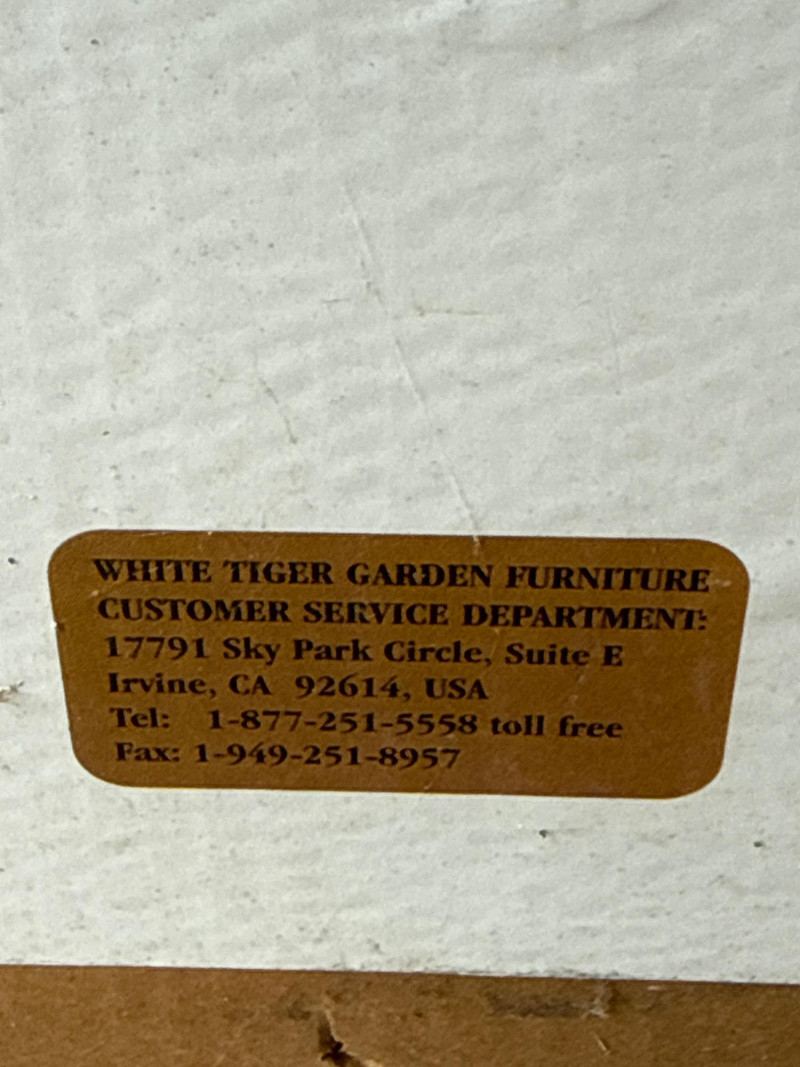 WHITE TIGER GARDEN FURNITURE
CUSTOMER SERVICE DEPARTMENT:
17791 Sky Park Circle, Suite E
Irvine, CA 92614, USA
Tel: 1-877-251-5558 toll free
Fax: 1-949-251-8957